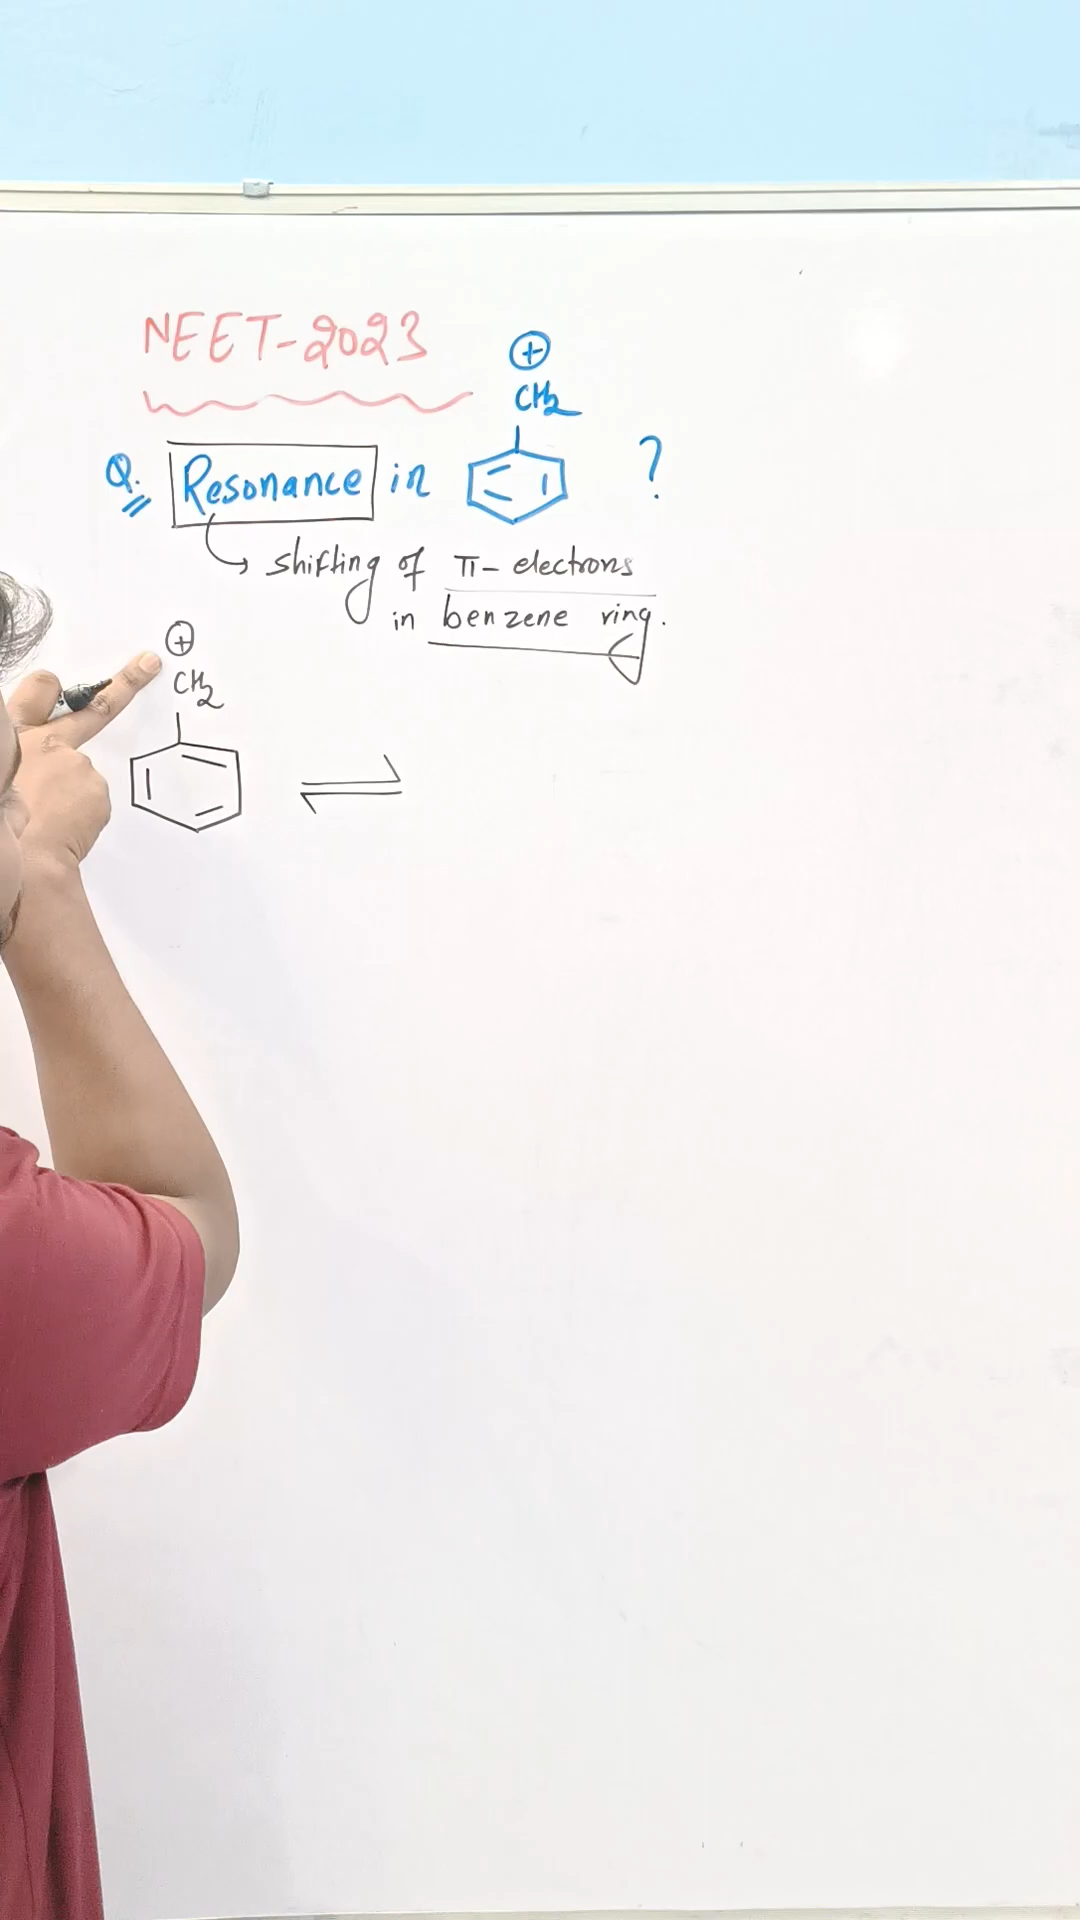 NEET-2023
⊕
CH2
Q. Resonance in ?
shifting of π- electrons
in benzene ring.
⊕
CH2